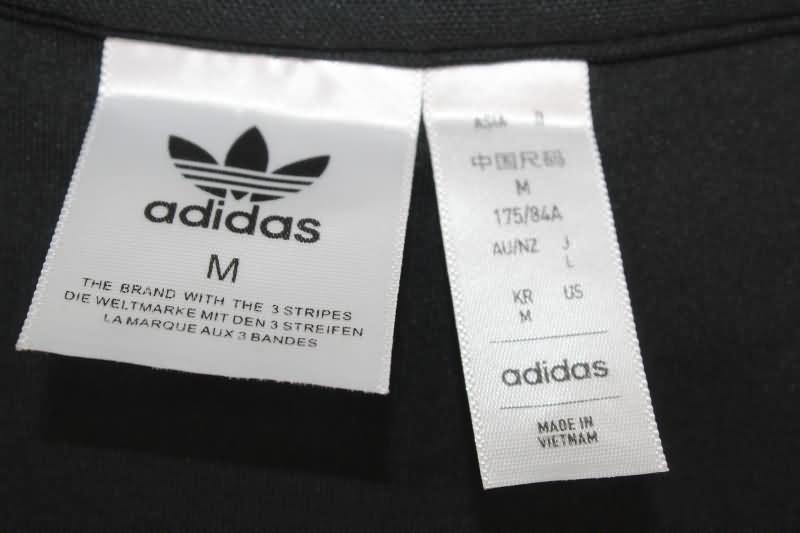 adidas
M
THE BRAND WITH THE 3 STRIPES
DIE WELTMARKE MIT DEN 3 STREIFEN
LA MARQUE AUX 3 BANDES
ASIA
中国尺码
M
175/84A
AU/NZ J
L
KR US
M
adidas
MADE IN
VIETNAM